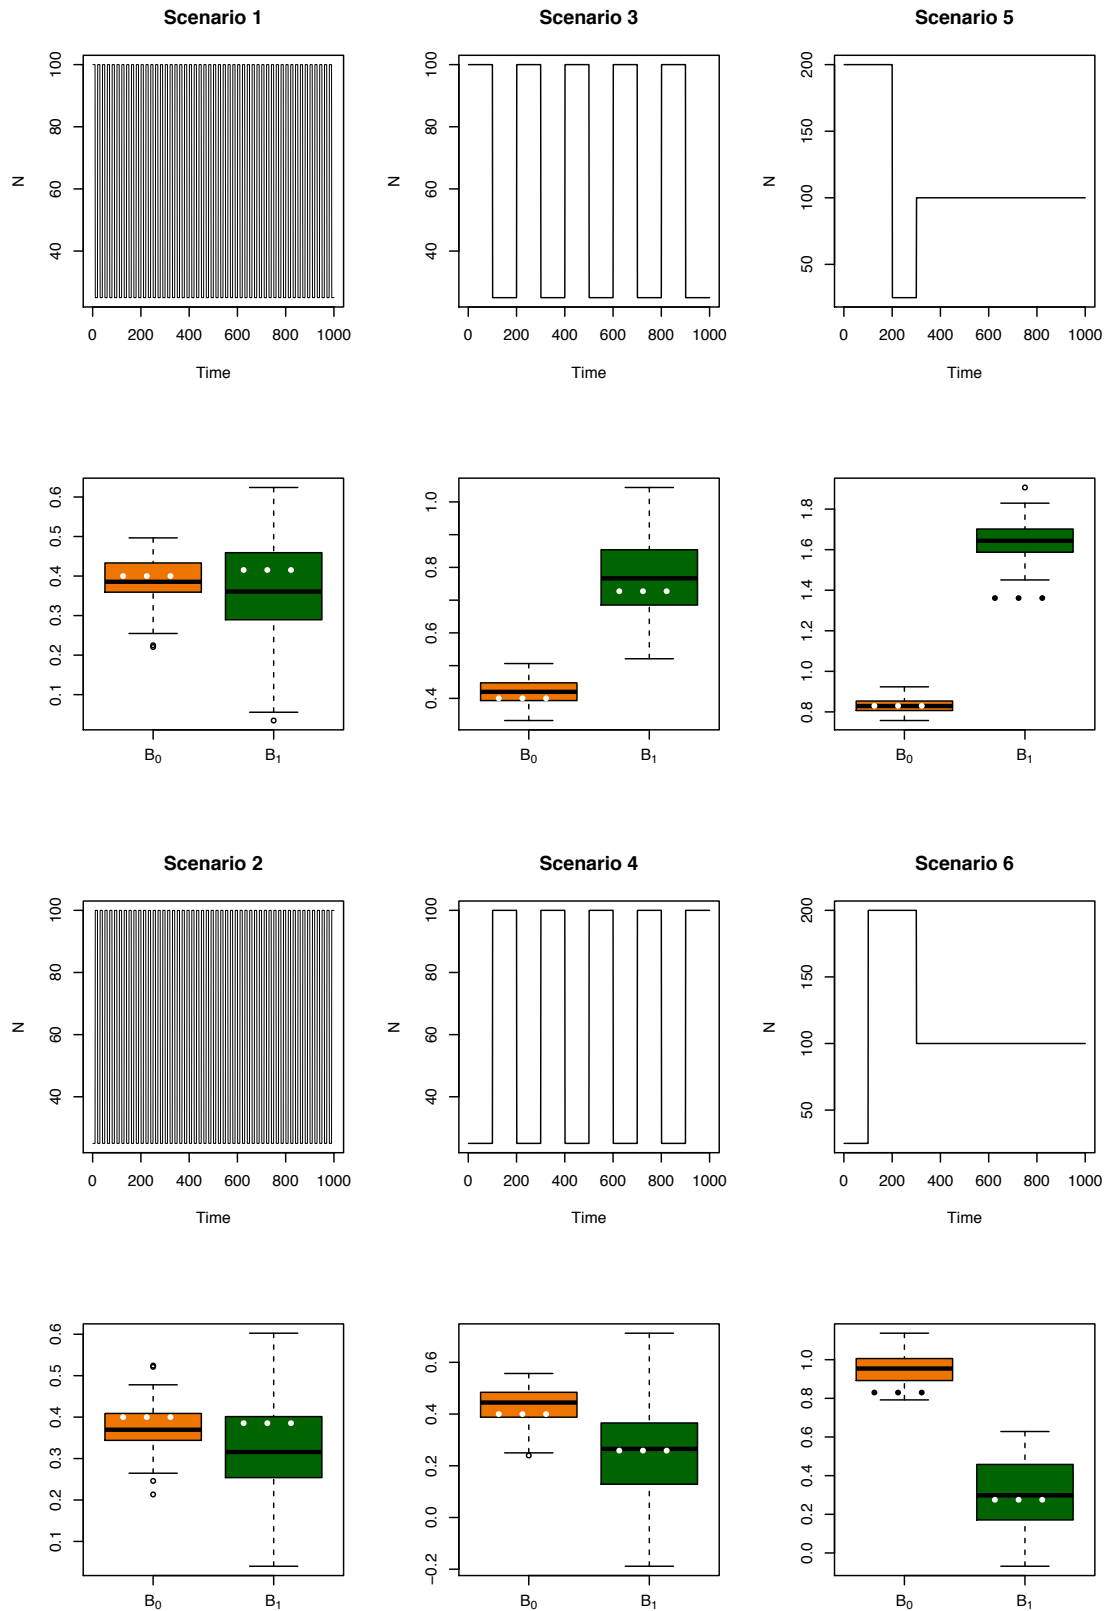 Scenario 1
N
40 60 80 100
0 200 400 600 800 1000
Time
Scenario 3
N
40 60 80 100
0 200 400 600 800 1000
Time
Scenario 5
N
50 100 150 200
0 200 400 600 800 1000
Time
0.1 0.2 0.3 0.4 0.5 0.6
B0 B1
0.4 0.6 0.8 1.0
B0 B1
0.8 1.0 1.2 1.4 1.6 1.8
B0 B1
Scenario 2
N
40 60 80 100
0 200 400 600 800 1000
Time
Scenario 4
N
40 60 80 100
0 200 400 600 800 1000
Time
Scenario 6
N
50 100 150 200
0 200 400 600 800 1000
Time
0.1 0.2 0.3 0.4 0.5 0.6
B0 B1
−0.2 0.0 0.2 0.4 0.6
B0 B1
0.0 0.2 0.4 0.6 0.8 1.0
B0 B1